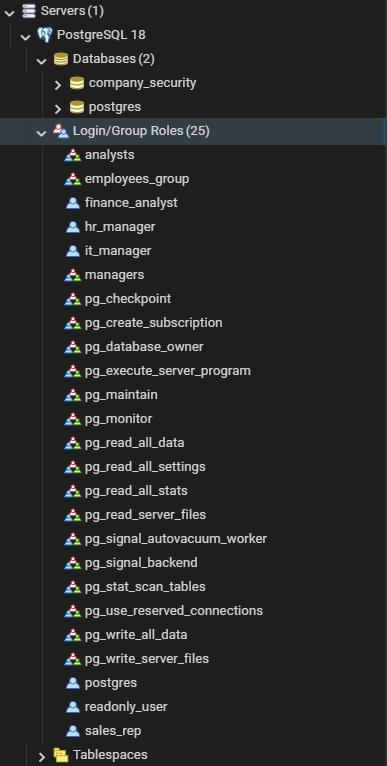 Servers (1)
PostgreSQL 18
Databases (2)
company_security
postgres
Login/Group Roles (25)
analysts
employees_group
finance_analyst
hr_manager
it_manager
managers
pg_checkpoint
pg_create_subscription
pg_database_owner
pg_execute_server_program
pg_maintain
pg_monitor
pg_read_all_data
pg_read_all_settings
pg_read_all_stats
pg_read_server_files
pg_signal_autovacuum_worker
pg_signal_backend
pg_stat_scan_tables
pg_use_reserved_connections
pg_write_all_data
pg_write_server_files
postgres
readonly_user
sales_rep
Tablespaces